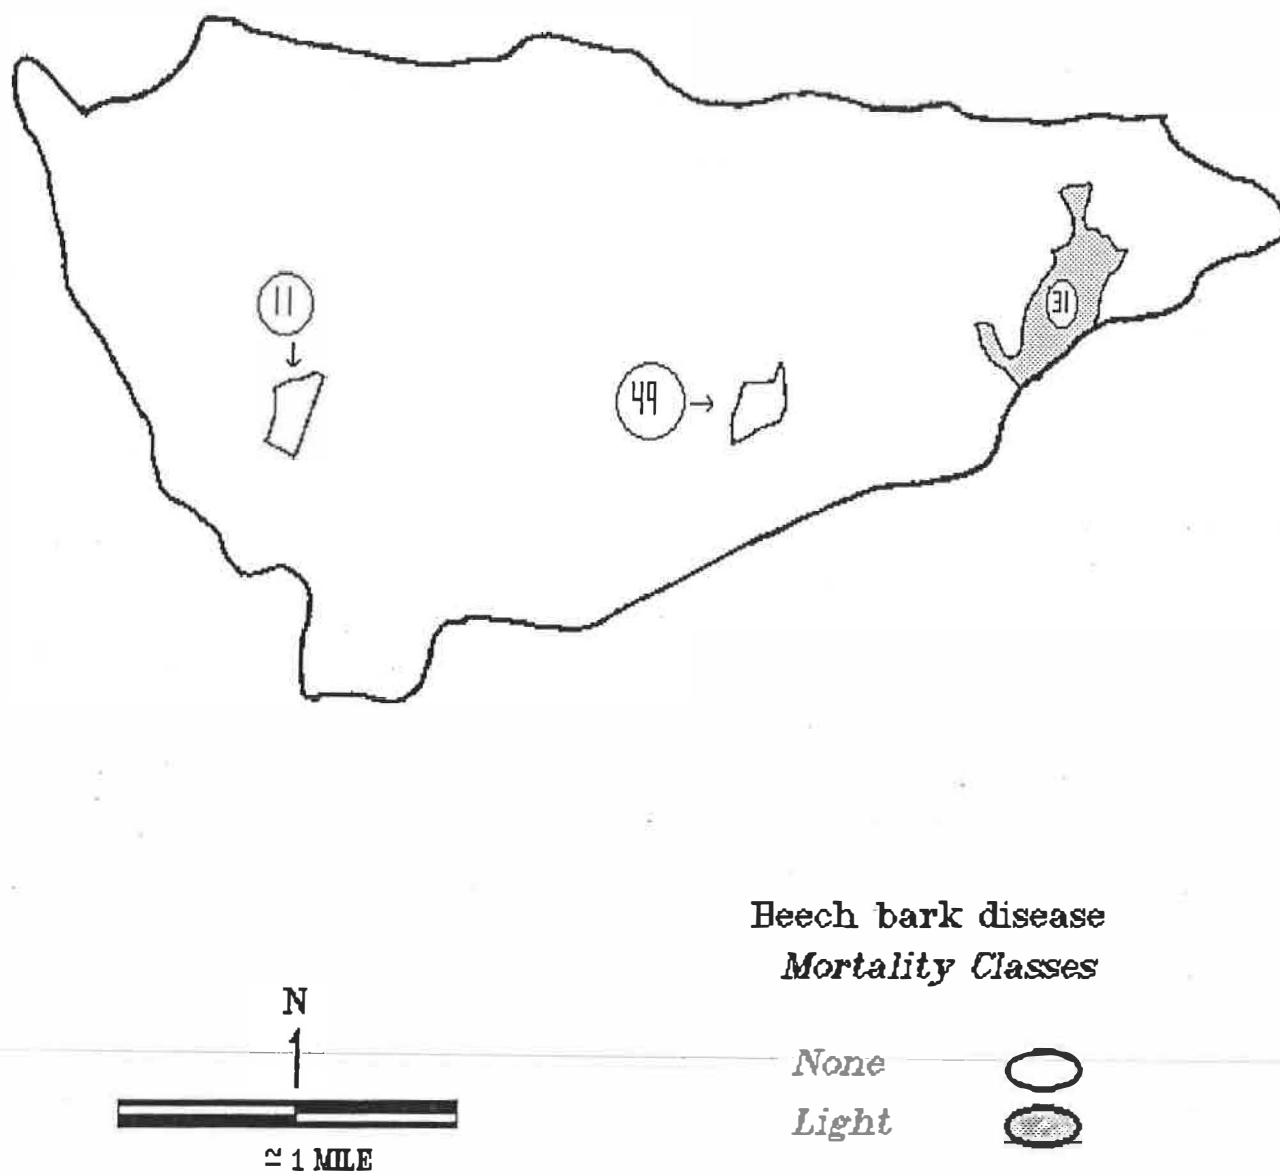 11
31
49
Beech bark disease
Mortality Classes
N
None
Light
≃ 1 MILE